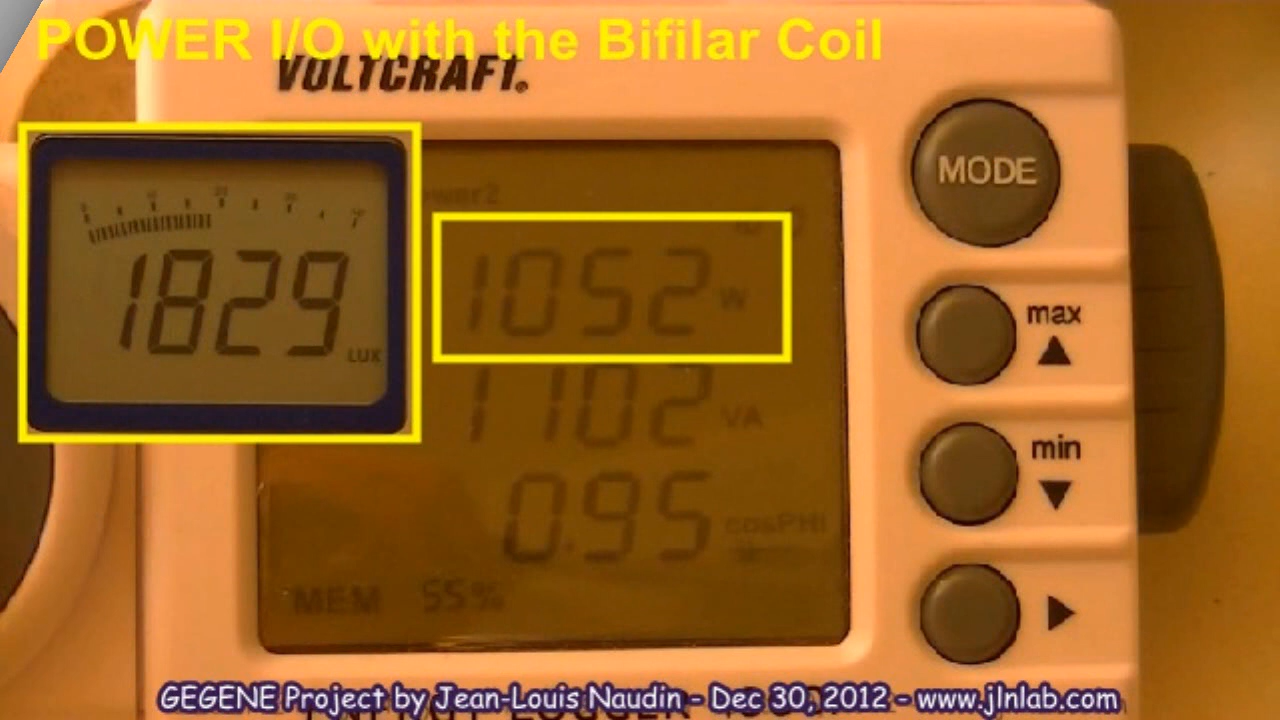 POWER I/O with the Bifilar Coil
VOLTCRAFT.
MODE
1829
LUX
1052 W
max
1102 VA
min
0.95 cosPHI
MEM 55%
GEGENE Project by Jean-Louis Naudin - Dec 30, 2012 - www.jlnlab.com